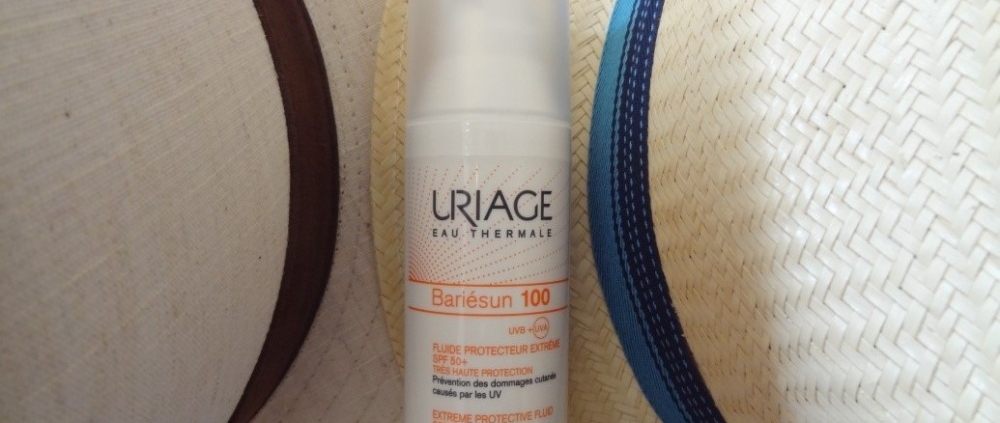 URIAGE
EAU THERMALE
Bariésun 100
UVB + UVA
FLUIDE PROTECTEUR EXTRÊME
SPF 50+
TRÈS HAUTE PROTECTION
Prévention des dommages cutanés
causés par les UV
EXTREME PROTECTIVE FLUID